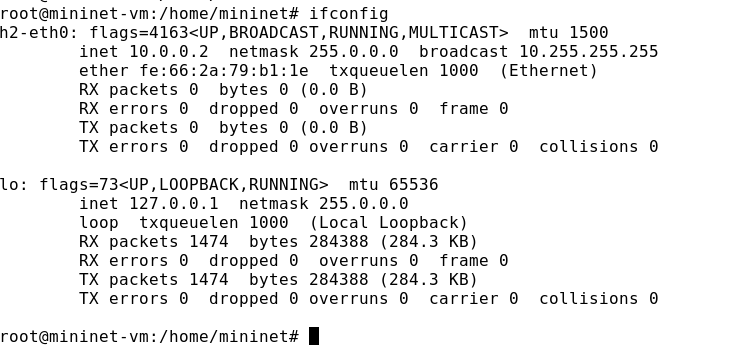 root@mininet-vm:/home/mininet# ifconfig
h2-eth0: flags=4163<UP,BROADCAST,RUNNING,MULTICAST>  mtu 1500
        inet 10.0.0.2  netmask 255.0.0.0  broadcast 10.255.255.255
        ether fe:66:2a:79:b1:1e  txqueuelen 1000  (Ethernet)
        RX packets 0  bytes 0 (0.0 B)
        RX errors 0  dropped 0  overruns 0  frame 0
        TX packets 0  bytes 0 (0.0 B)
        TX errors 0  dropped 0 overruns 0  carrier 0  collisions 0

lo: flags=73<UP,LOOPBACK,RUNNING>  mtu 65536
        inet 127.0.0.1  netmask 255.0.0.0
        loop  txqueuelen 1000  (Local Loopback)
        RX packets 1474  bytes 284388 (284.3 KB)
        RX errors 0  dropped 0  overruns 0  frame 0
        TX packets 1474  bytes 284388 (284.3 KB)
        TX errors 0  dropped 0 overruns 0  carrier 0  collisions 0

root@mininet-vm:/home/mininet#